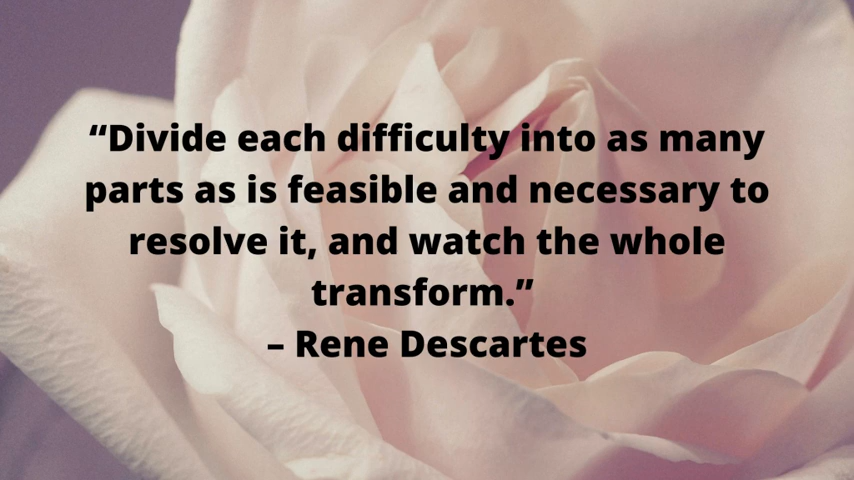 “Divide each difficulty into as many
parts as is feasible and necessary to
resolve it, and watch the whole
transform.”
– Rene Descartes